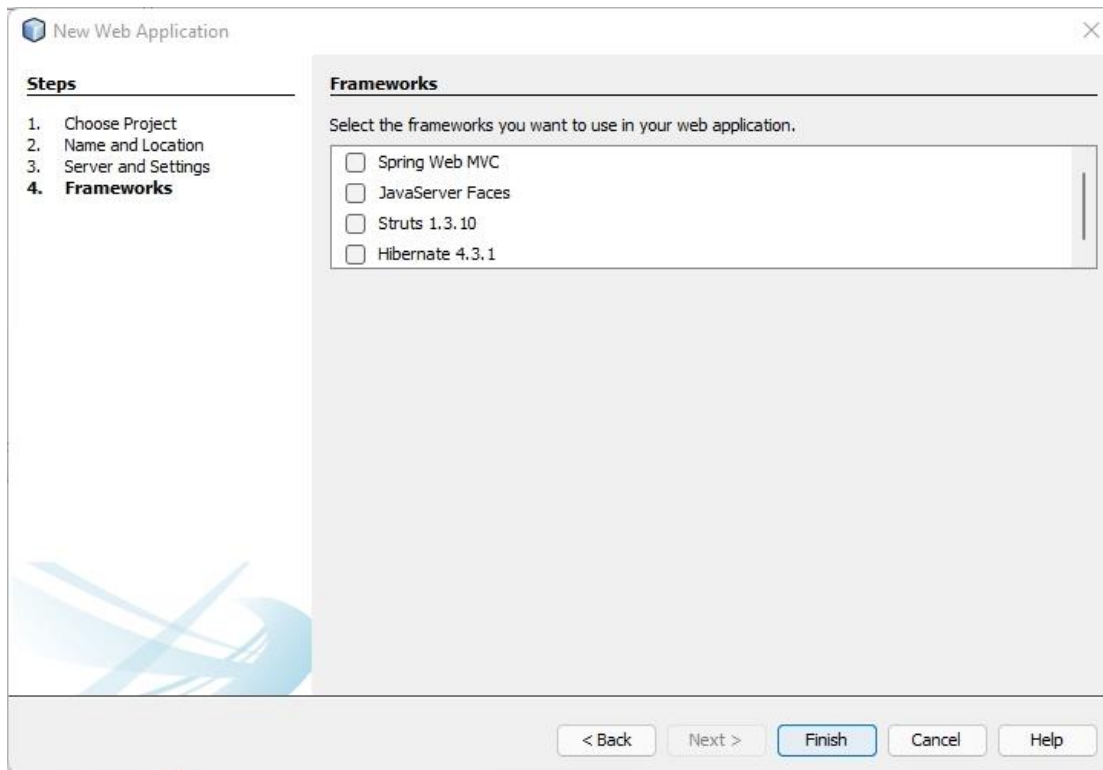 New Web Application
Steps
1. Choose Project
2. Name and Location
3. Server and Settings
4. Frameworks
Frameworks
Select the frameworks you want to use in your web application.
Spring Web MVC
JavaServer Faces
Struts 1.3.10
Hibernate 4.3.1
< Back Next > Finish Cancel Help